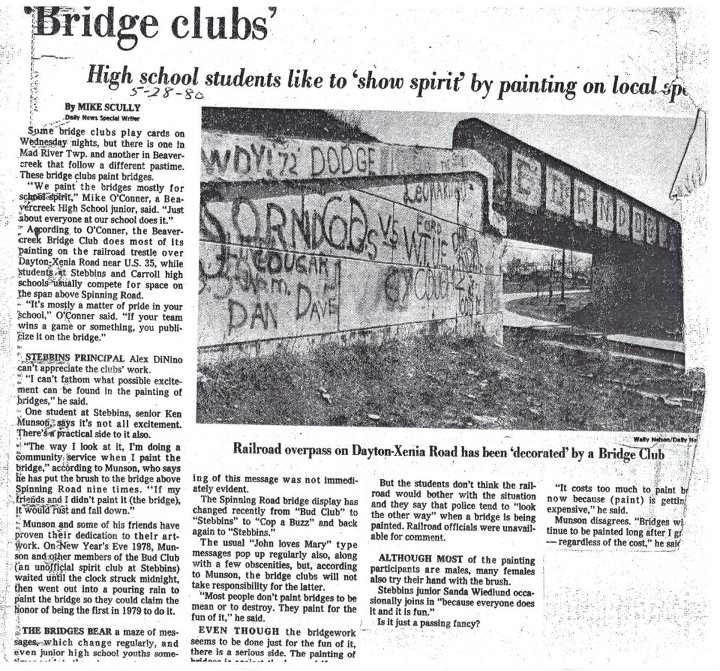 'Bridge clubs'
High school students like to 'show spirit' by painting on local
5-28-80
By MIKE SCULLY
Daily News Special Writer
Some bridge clubs play cards on
Wednesday nights, but there is one in
Mad River Twp. and another in Beaver-
creek that follow a different pastime.
These bridge clubs paint bridges.
"We paint the bridges mostly for
school spirit," Mike O'Conner, a Bea-
vercreek High School junior, said. "Just
about everyone at our school does it."
According to O'Conner, the Beaver-
creek Bridge Club does most of its
painting on the railroad trestle over
Dayton-Xenia Road near U.S. 35, while
students at Stebbins and Carroll high
schools usually compete for space on
the span above Spinning Road.
"It's mostly a matter of pride in your
school," O'Conner said. "If your team
wins a game or something, you publi-
cize it on the bridge."
STEBBINS PRINCIPAL Alex DiNino
can't appreciate the clubs' work.
"I can't fathom what possible excite-
ment can be found in the painting of
bridges," he said.
One student at Stebbins, senior Ken
Munson, says it's not all excitement.
There's a practical side to it also.
"The way I look at it, I'm doing a
community service when I paint the
bridge," according to Munson, who says
he has put the brush to the bridge above
Spinning Road nine times. "If my
friends and I didn't paint it (the bridge),
it would rust and fall down."
Munson and some of his friends have
proven their dedication to their art-
work. On New Year's Eve 1978, Mun-
son and other members of the Bud Club
(an unofficial spirit club at Stebbins)
waited until the clock struck midnight,
then went out into a pouring rain to
paint the bridge so they could claim the
honor of being the first in 1979 to do it.
THE BRIDGES BEAR a maze of mes-
sages, which change regularly, and
even junior high school youths some-
WDY! '72 DODGE
CORNDOGS
CORNDOGS VS
FORD
WILDE
COUGAR
COUG
DAN DAVE
Wally Nelson/Daily
Railroad overpass on Dayton-Xenia Road has been 'decorated' by a Bridge Club
ing of this message was not immedi-
ately evident.
The Spinning Road bridge display has
changed recently from "Bud Club" to
"Stebbins" to "Cop a Buzz" and back
again to "Stebbins."
The usual "John loves Mary" type
messages pop up regularly also, along
with a few obscenities, but, according
to Munson, the bridge clubs will not
take responsibility for the latter.
"Most people don't paint bridges to be
mean or to destroy. They paint for the
fun of it," he said.
EVEN THOUGH the bridgework
seems to be done just for the fun of it,
there is a serious side. The painting of
But the students don't think the rail-
road would bother with the situation
and they say police tend to "look
the other way" when a bridge is being
painted. Railroad officials were unavail-
able for comment.
ALTHOUGH MOST of the painting
participants are males, many females
also try their hand with the brush.
Stebbins junior Sanda Wiedlund occa-
sionally joins in "because everyone does
it and it is fun."
Is it just a passing fancy?
"It costs too much to paint
now because (paint) is
expensive," he said.
Munson disagrees. "Bridges
tinue to be painted long after I
— regardless of the cost," he